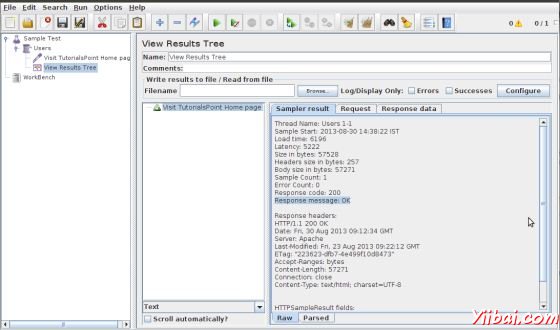 File Edit Search Run Options Help
0 0 / 1
Sample Test
Users
Visit TutorialsPoint Home pag
View Results Tree
WorkBench
View Results Tree
Name: View Results Tree
Comments:
Write results to file / Read from file
Filename Browse... Log/Display Only: Errors Successes Configure
Visit TutorialsPoint Home page
Text
Scroll automatically?
Sampler result Request Response data
Thread Name: Users 1-1
Sample Start: 2013-08-30 14:38:22 IST
Load time: 6196
Latency: 5222
Size in bytes: 57528
Headers size in bytes: 257
Body size in bytes: 57271
Sample Count: 1
Error Count: 0
Response code: 200
Response message: OK
Response headers:
HTTP/1.1 200 OK
Date: Fri, 30 Aug 2013 09:12:34 GMT
Server: Apache
Last-Modified: Fri, 23 Aug 2013 09:22:12 GMT
ETag: "223623-dfb7-4e499f10d8473"
Accept-Ranges: bytes
Content-Length: 57271
Connection: close
Content-Type: text/html; charset=UTF-8
HTTPSampleResult fields:
Raw Parsed
Yiibai.com